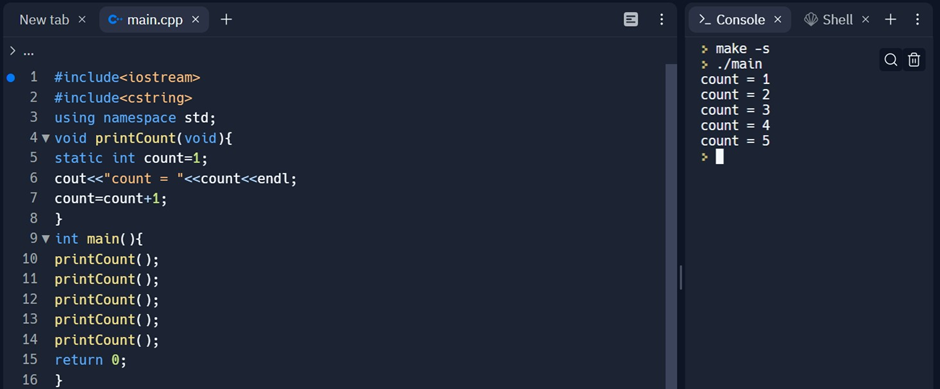 New tab × C++ main.cpp × +
> ...
1 #include<iostream>
2 #include<cstring>
3 using namespace std;
4 void printCount(void){
5 static int count=1;
6 cout<<"count = "<<count<<endl;
7 count=count+1;
8 }
9 int main(){
10 printCount();
11 printCount();
12 printCount();
13 printCount();
14 printCount();
15 return 0;
16 }
>_ Console × Shell × +
> make -s
> ./main
count = 1
count = 2
count = 3
count = 4
count = 5
>